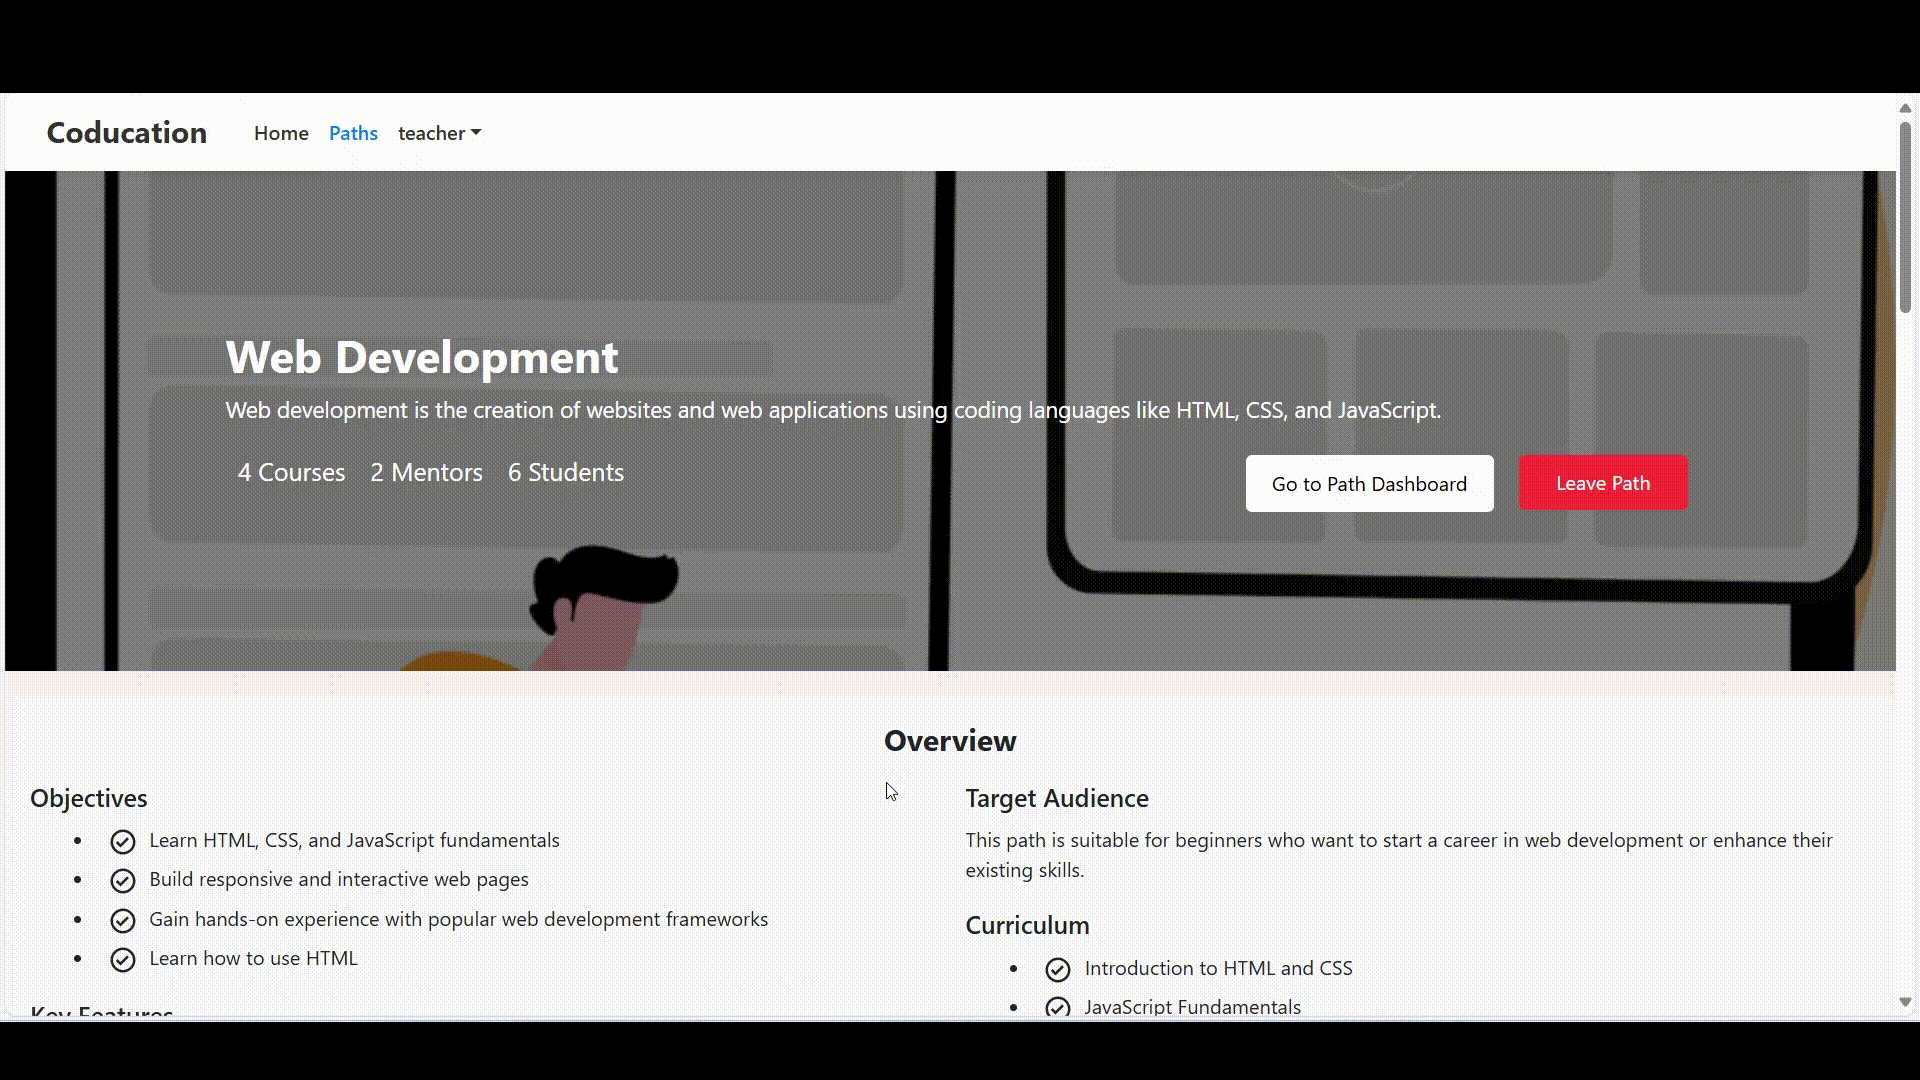 Coducation
Home Paths teacher
Web Development
Web development is the creation of websites and web applications using coding languages like HTML, CSS, and JavaScript.
4 Courses 2 Mentors 6 Students
Go to Path Dashboard
Leave Path
Overview
Objectives
Learn HTML, CSS, and JavaScript fundamentals
Build responsive and interactive web pages
Gain hands-on experience with popular web development frameworks
Learn how to use HTML
Key Features
Target Audience
This path is suitable for beginners who want to start a career in web development or enhance their
existing skills.
Curriculum
Introduction to HTML and CSS
JavaScript Fundamentals